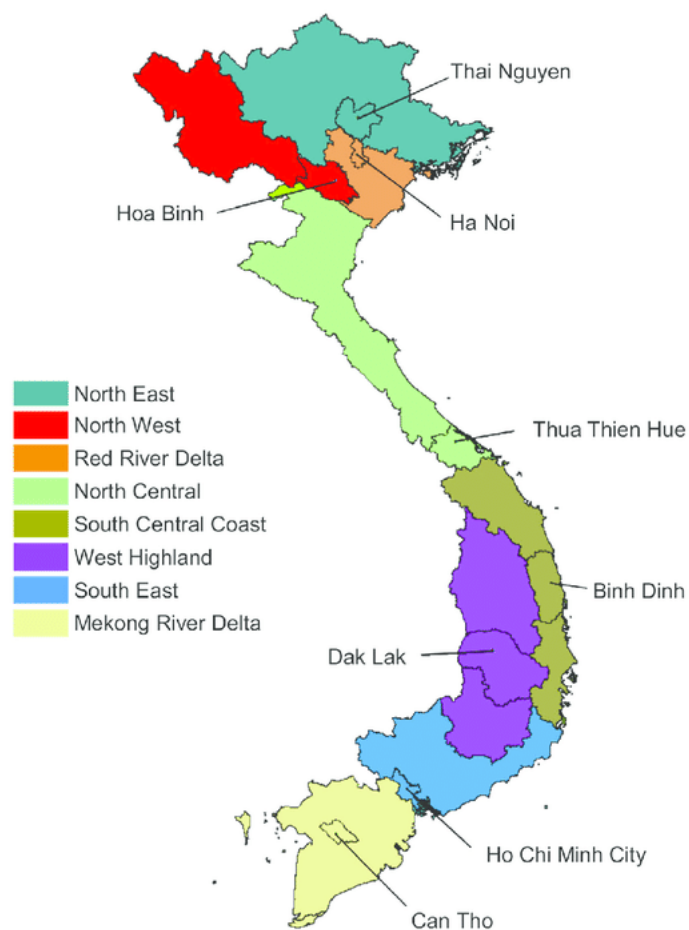 Thai Nguyen
Hoa Binh
Ha Noi
North East
North West
Red River Delta
North Central
South Central Coast
West Highland
South East
Mekong River Delta
Thua Thien Hue
Binh Dinh
Dak Lak
Ho Chi Minh City
Can Tho